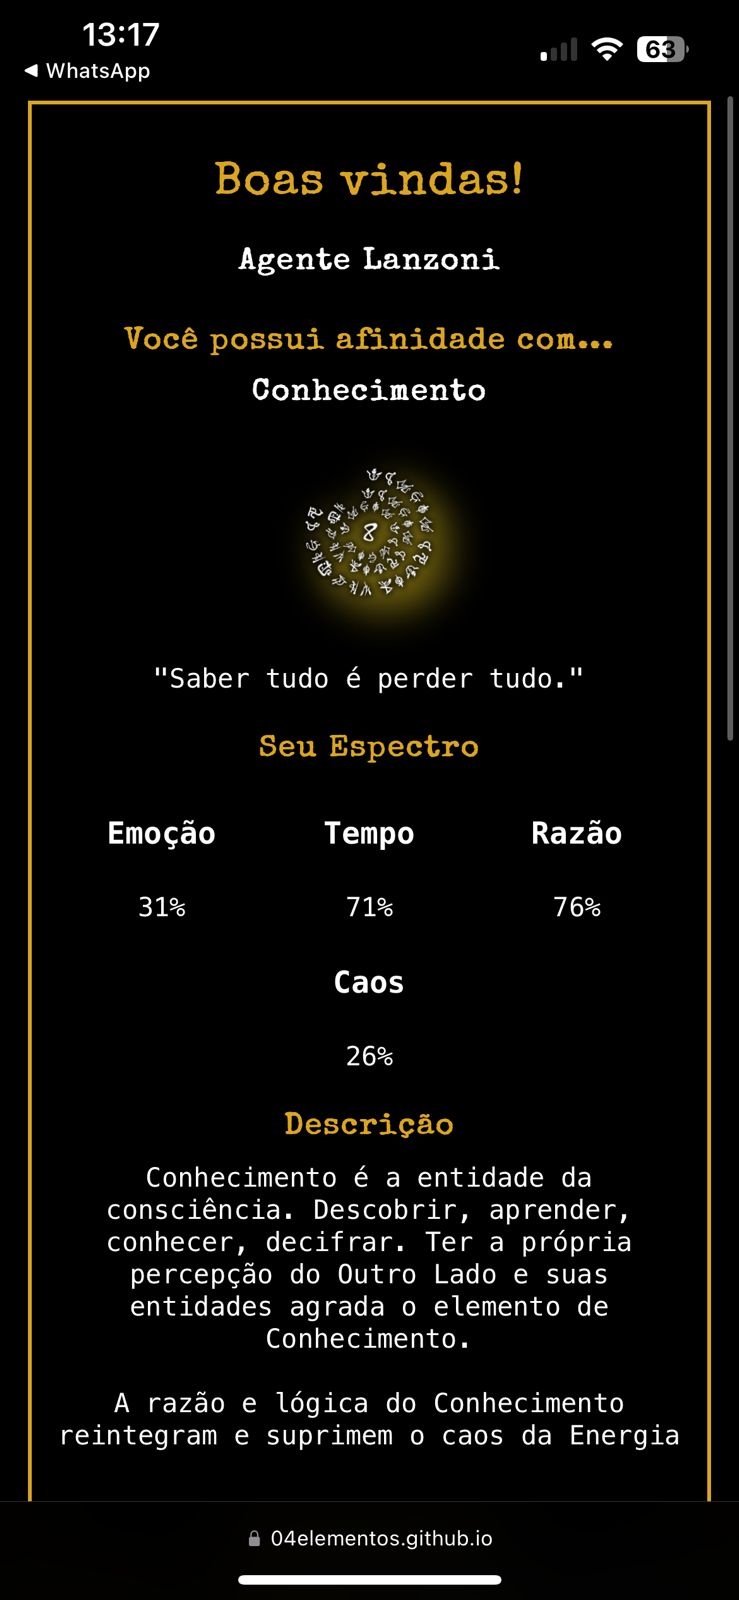 13:17
63
◀ WhatsApp
Boas vindas!
Agente Lanzoni
Você possui afinidade com...
Conhecimento
"Saber tudo é perder tudo."
Seu Espectro
Emoção Tempo Razão
31% 71% 76%
Caos
26%
Descrição
Conhecimento é a entidade da
consciência. Descobrir, aprender,
conhecer, decifrar. Ter a própria
percepção do Outro Lado e suas
entidades agrada o elemento de
Conhecimento.
A razão e lógica do Conhecimento
reintegram e suprimem o caos da Energia
04elementos.github.io